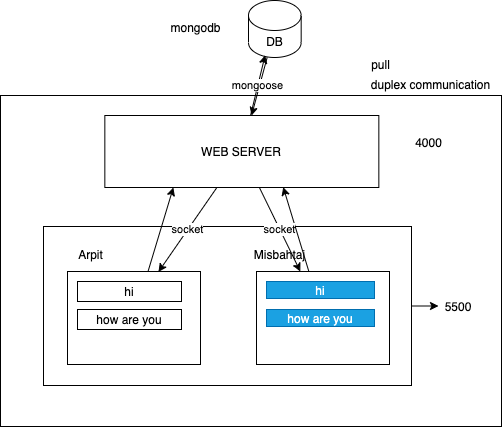 mongodb
DB
pull
mongoose
duplex communication
WEB SERVER
4000
socket
socket
Arpit
Misbahtaj
hi
hi
how are you
how are you
5500